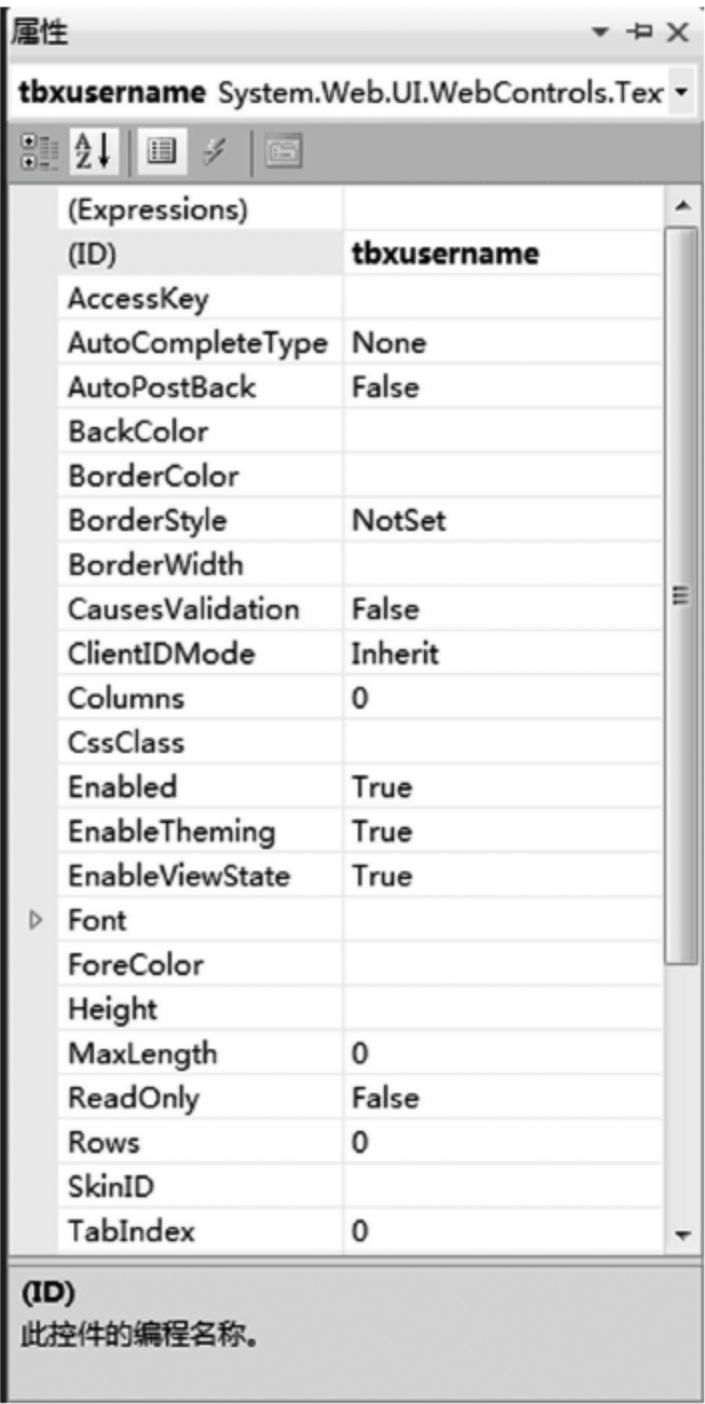 属性
tbxusername System.Web.UI.WebControls.Tex
(Expressions)
(ID) tbxusername
AccessKey
AutoCompleteType None
AutoPostBack False
BackColor
BorderColor
BorderStyle NotSet
BorderWidth
CausesValidation False
ClientIDMode Inherit
Columns 0
CssClass
Enabled True
EnableTheming True
EnableViewState True
Font
ForeColor
Height
MaxLength 0
ReadOnly False
Rows 0
SkinID
TabIndex 0
(ID)
此控件的编程名称。